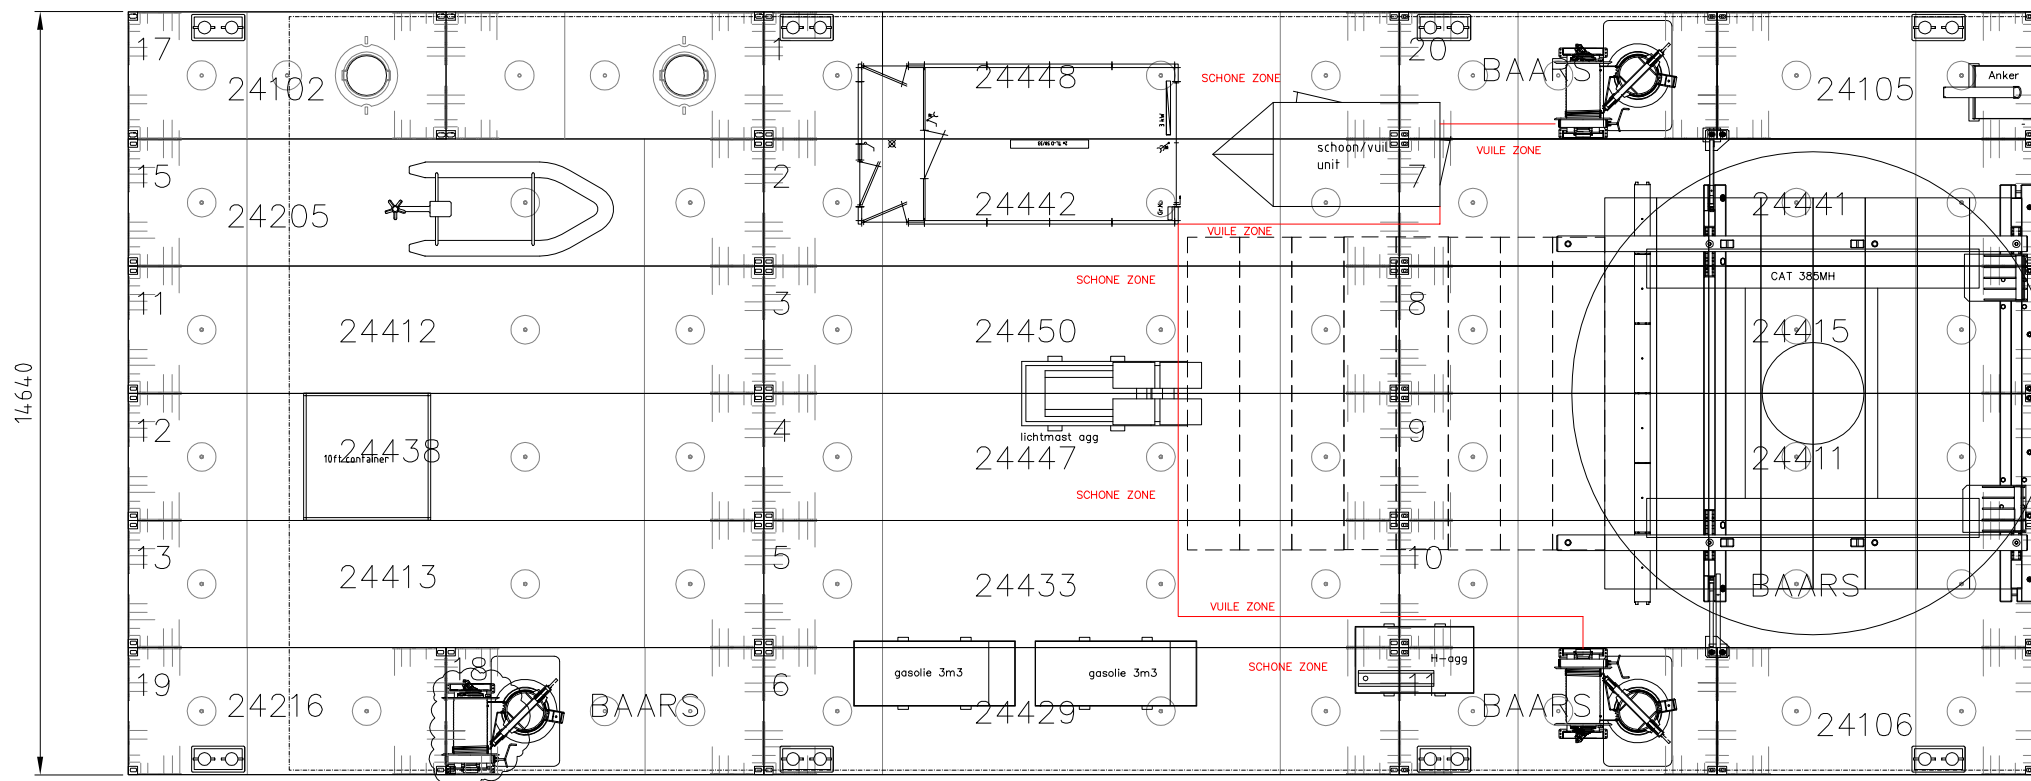 17
1
20
24102
24448
SCHONE ZONE
BAARS
24105
Anker
15
2
schoon/vuil
unit
7
VUILE ZONE
24205
24442
24441
VUILE ZONE
SCHONE ZONE
CAT 385MH
11
3
8
24412
24450
24415
14640
12
4
9
lichtmast agg
24438
10ft container
24447
24411
SCHONE ZONE
13
5
10
24413
24433
BAARS
VUILE ZONE
18
19
6
gasolie 3m3
gasolie 3m3
SCHONE ZONE
H-agg
11
24216
BAARS
24429
BAARS
24106